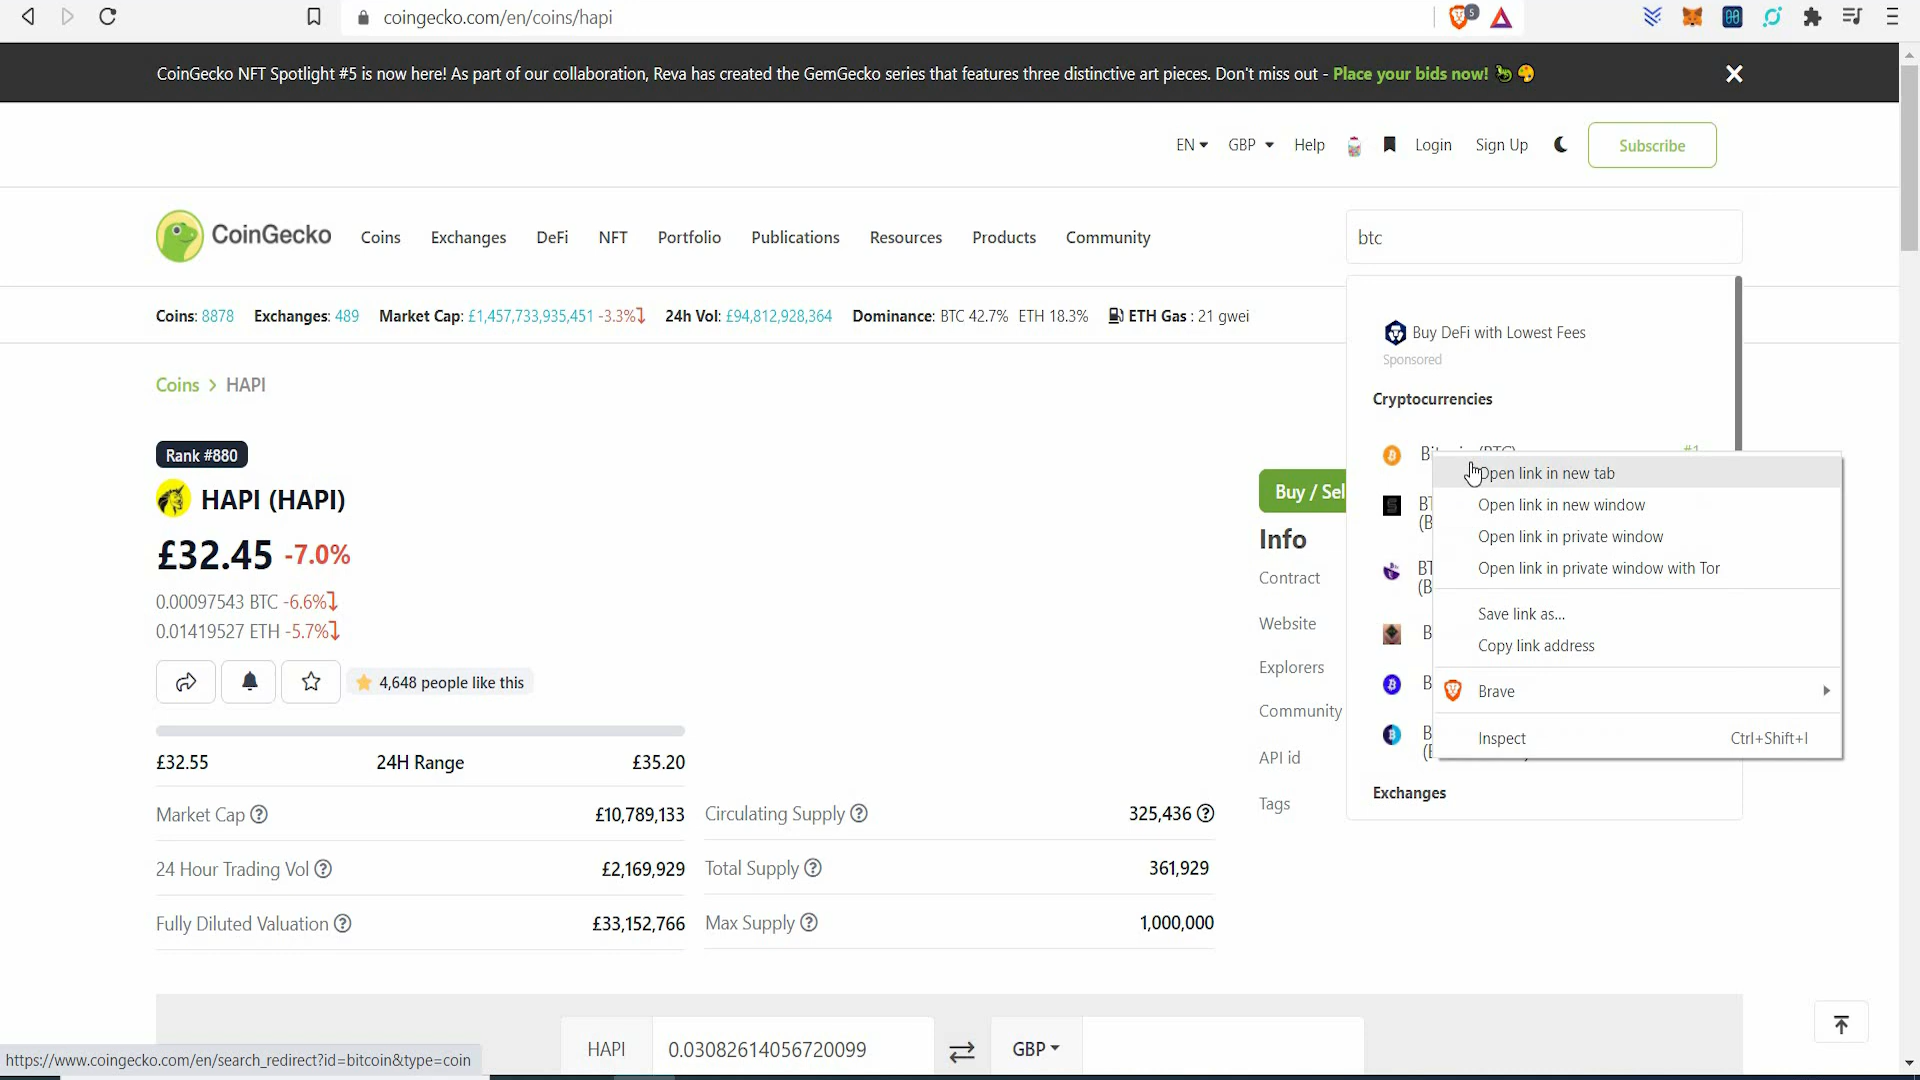 coingecko.com/en/coins/hapi
5
CoinGecko NFT Spotlight #5 is now here! As part of our collaboration, Reva has created the GemGecko series that features three distinctive art pieces. Don't miss out - Place your bids now!
EN GBP Help Login Sign Up Subscribe
CoinGecko Coins Exchanges DeFi NFT Portfolio Publications Resources Products Community btc
Coins: 8878 Exchanges: 489 Market Cap: £1,457,733,935,451 -3.3% 24h Vol: £94,812,928,364 Dominance: BTC 42.7% ETH 18.3% ETH Gas : 21 gwei
Buy DeFi with Lowest Fees
Sponsored
Cryptocurrencies
Open link in new tab
Open link in new window
Open link in private window
Open link in private window with Tor
Save link as...
Copy link address
Brave
Inspect Ctrl+Shift+I
Exchanges
Coins > HAPI
Rank #880
HAPI (HAPI)
£32.45 -7.0%
0.00097543 BTC -6.6%
0.01419527 ETH -5.7%
4,648 people like this
£32.55 24H Range £35.20
Market Cap ? £10,789,133
24 Hour Trading Vol ? £2,169,929
Fully Diluted Valuation ? £33,152,766
Circulating Supply ? 325,436 ?
Total Supply ? 361,929
Max Supply ? 1,000,000
Buy / Sel
Info
Contract
Website
Explorers
Community
API id
Tags
HAPI 0.03082614056720099 GBP
https://www.coingecko.com/en/search_redirect?id=bitcoin&type=coin